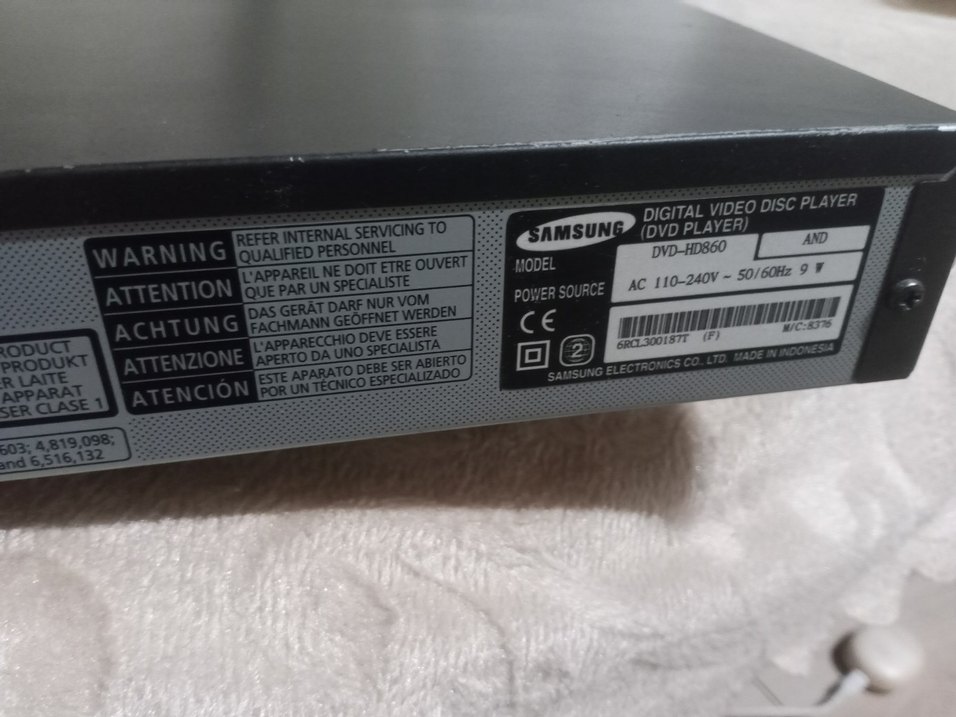 WARNING
REFER INTERNAL SERVICING TO
QUALIFIED PERSONNEL
ATTENTION
L'APPAREIL NE DOIT ETRE OUVERT
QUE PAR UN SPECIALISTE
ACHTUNG
DAS GERÄT DARF NUR VOM
FACHMANN GEÖFFNET WERDEN
ATTENZIONE
L'APPARECCHIO DEVE ESSERE
APERTO DA UNO SPECIALISTA
ATENCIÓN
ESTE APARATO DEBE SER ABIERTO
POR UN TÉCNICO ESPECIALIZADO
RODUCT
PRODUKT
ER LAITE
APPARAT
SER CLASE 1
603; 4,819,098;
and 6,516,132
SAMSUNG
DIGITAL VIDEO DISC PLAYER
(DVD PLAYER)
MODEL
DVD-HD860
AND
POWER SOURCE
AC 110-240V ~ 50/60Hz 9 W
CE
2
6RCL300187T (F)
M/C:8376
SAMSUNG ELECTRONICS CO., LTD. MADE IN INDONESIA